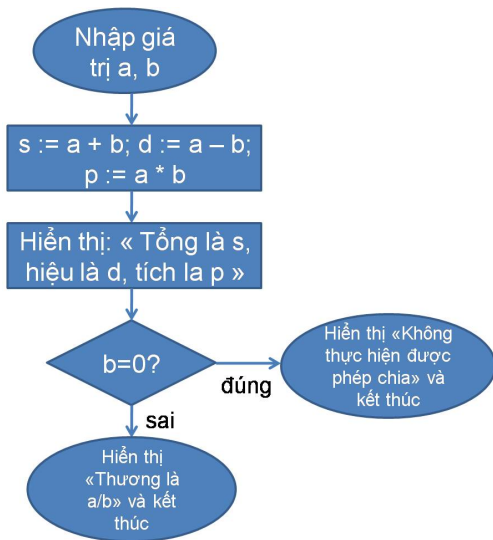 Nhập giá
trị a, b
s := a + b; d := a – b;
p := a * b
Hiển thị: « Tổng là s,
hiệu là d, tích la p »
b=0?
đúng
Hiển thị «Không
thực hiện được
phép chia» và
kết thúc
sai
Hiển thị
«Thương là
a/b» và kết
thúc